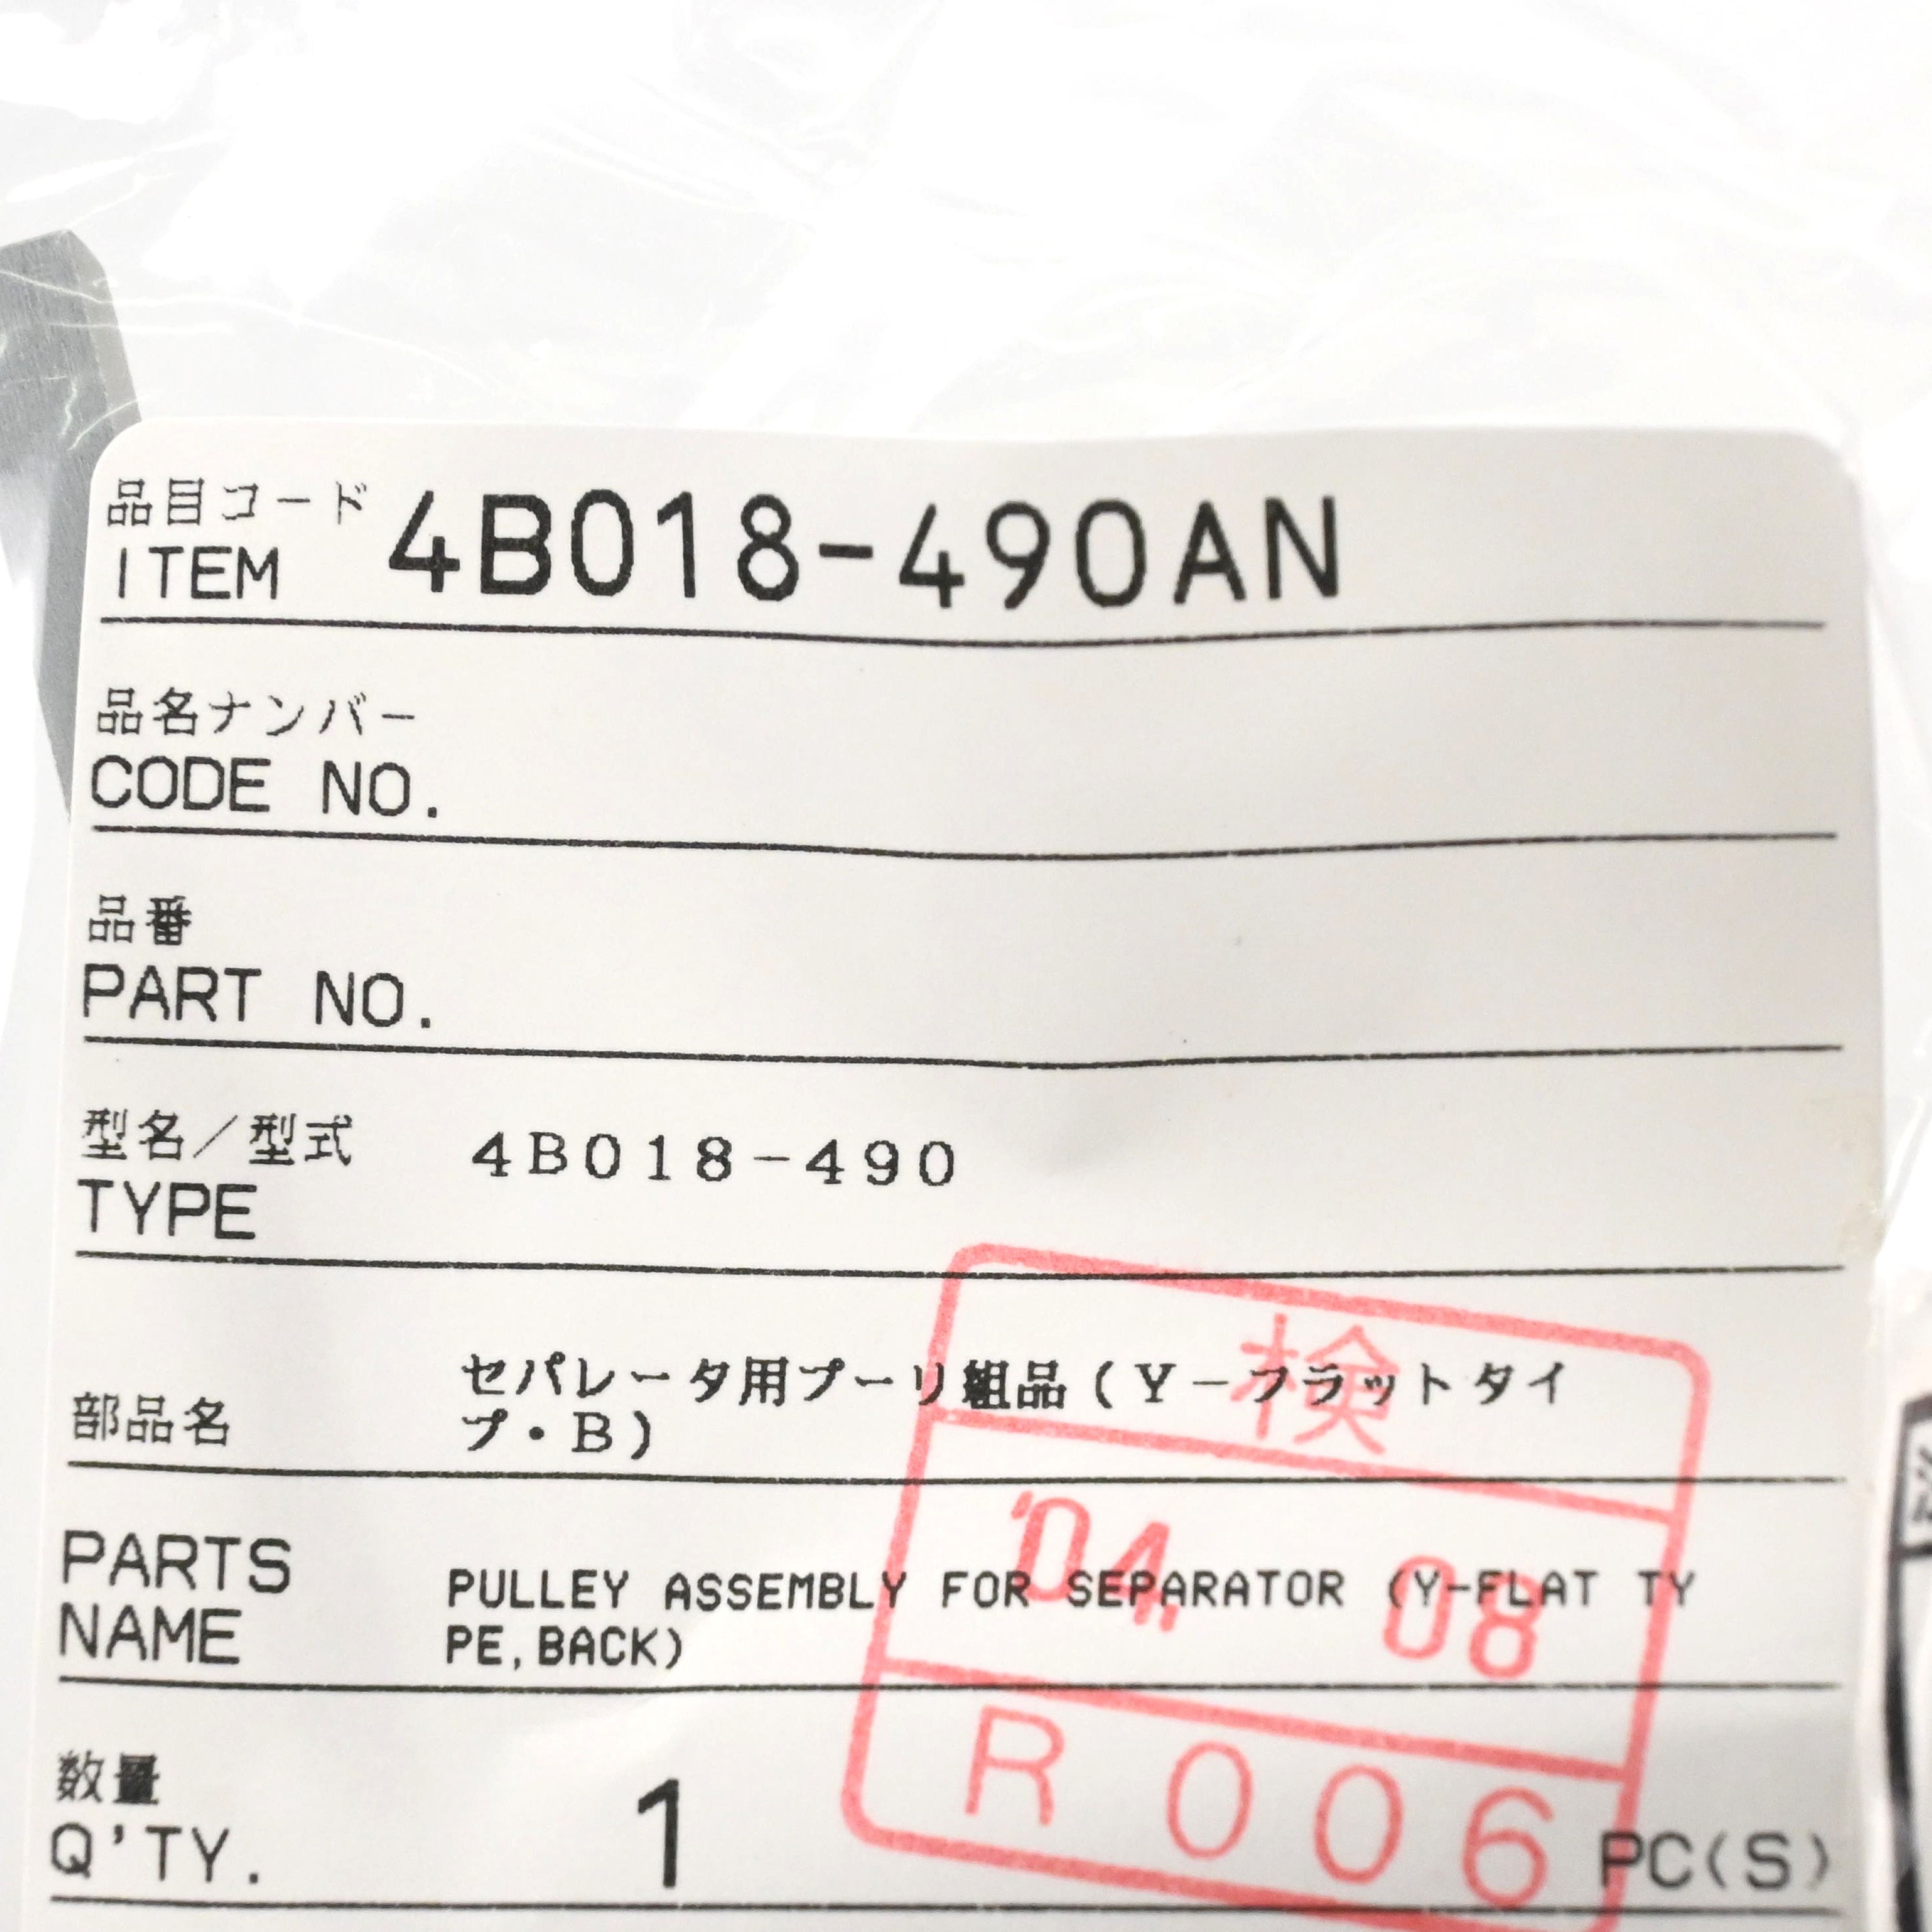 品目コード
ITEM 4B018-490AN
品名ナンバー
CODE NO.
品番
PART NO.
型名／型式 4B018-490
TYPE
セパレータ用プーリ組品(Y-フラットタイ
部品名 プ・B)
検
'04, 08
PARTS PULLEY ASSEMBLY FOR SEPARATOR (Y-FLAT TY
NAME PE,BACK)
R006
数量
Q'TY. 1 PC(S)